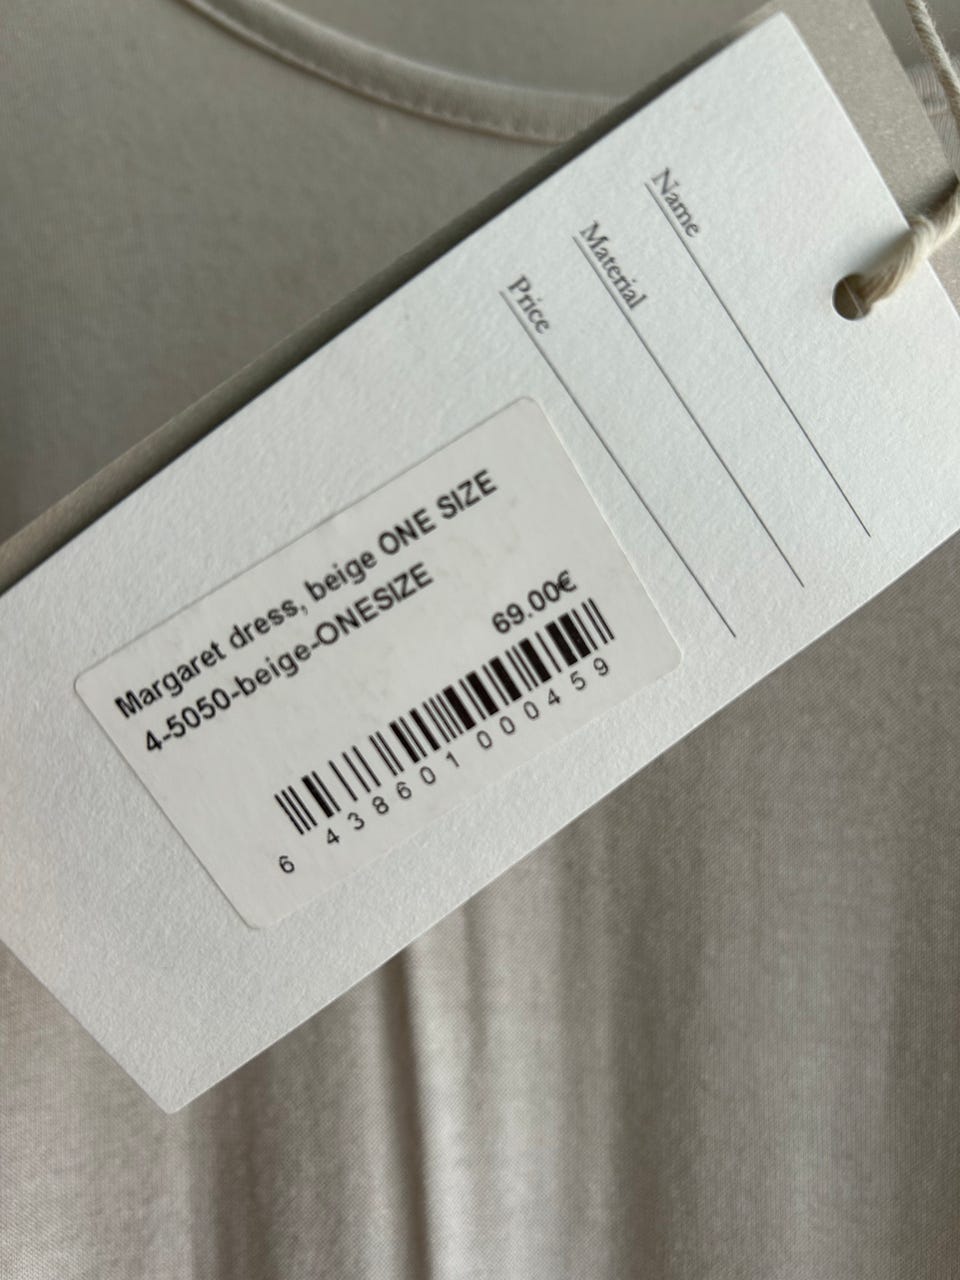 Name
Material
Price
Margaret dress, beige ONE SIZE
4-5050-beige-ONESIZE
69.00€
6 438601 000459